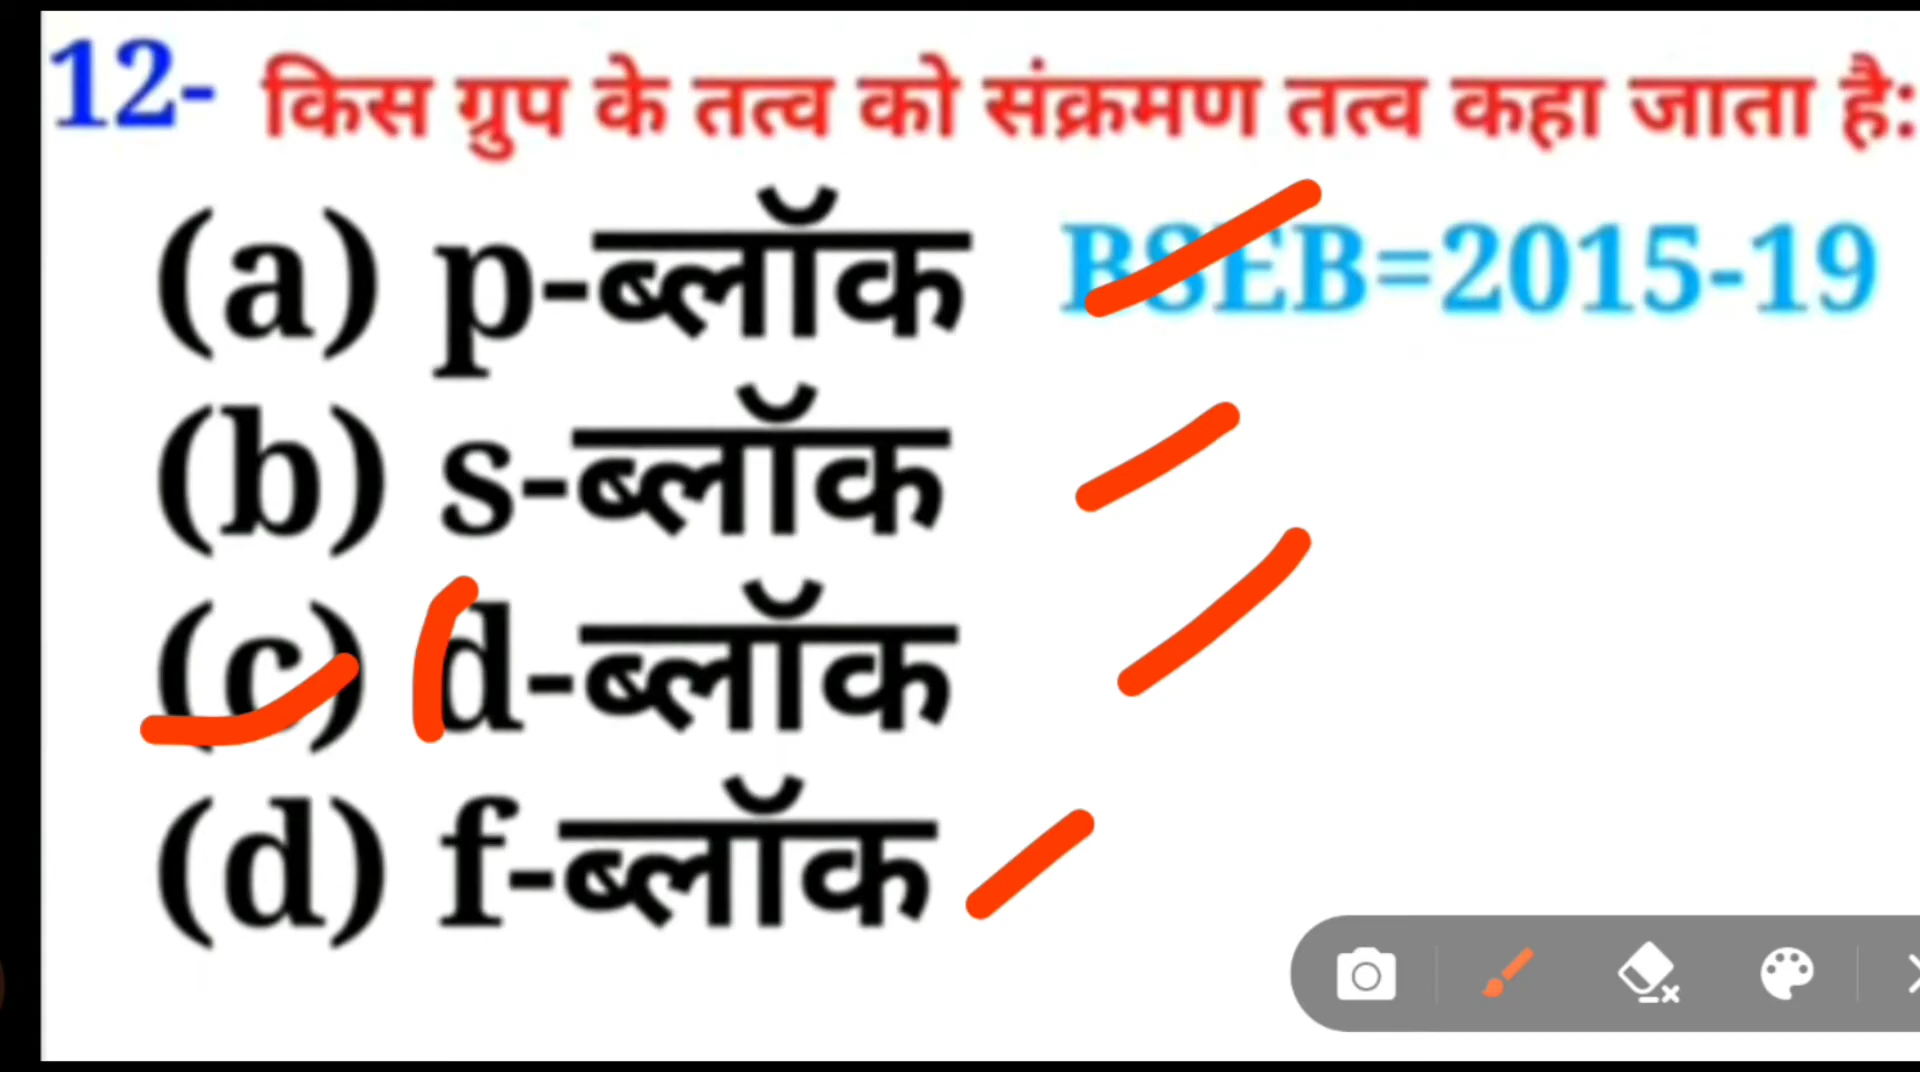 12- किस ग्रुप के तत्व को संक्रमण तत्व कहा जाता है:
(a) p-ब्लॉक BSEB=2015-19
(b) s-ब्लॉक
(c) d-ब्लॉक
(d) f-ब्लॉक